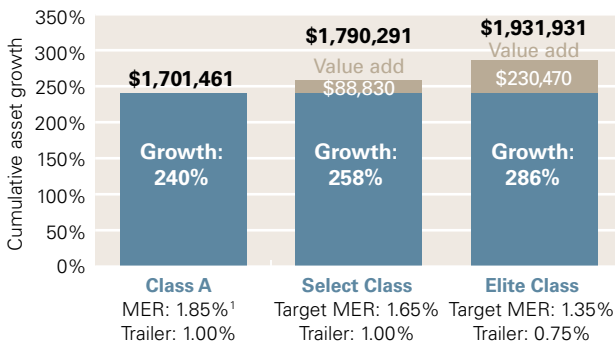 Cumulative asset growth
350%
300%
250%
200%
150%
100%
50%
0%
$1,701,461
Growth:
240%
$1,790,291
Value add
$88,830
Growth:
258%
$1,931,931
Value add
$230,470
Growth:
286%
Class A
MER: 1.85%¹
Trailer: 1.00%
Select Class
Target MER: 1.65%
Trailer: 1.00%
Elite Class
Target MER: 1.35%
Trailer: 0.75%